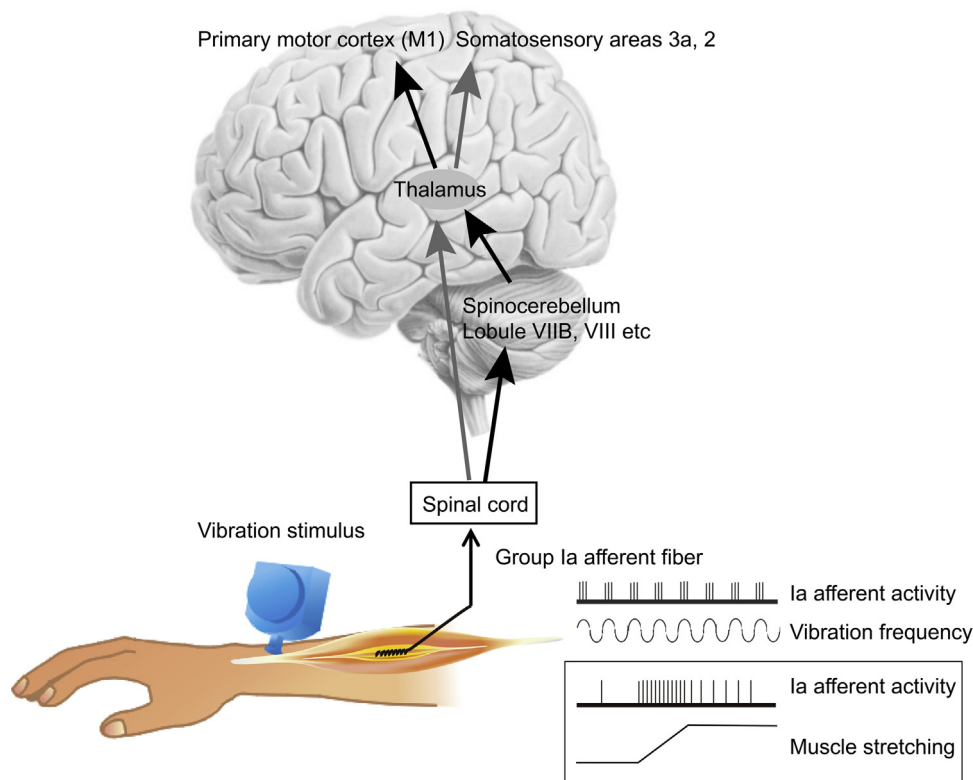 Primary motor cortex (M1) Somatosensory areas 3a, 2
Thalamus
Spinocerebellum
Lobule VIIB, VIII etc
Spinal cord
Vibration stimulus
Group Ia afferent fiber
Ia afferent activity
Vibration frequency
Ia afferent activity
Muscle stretching